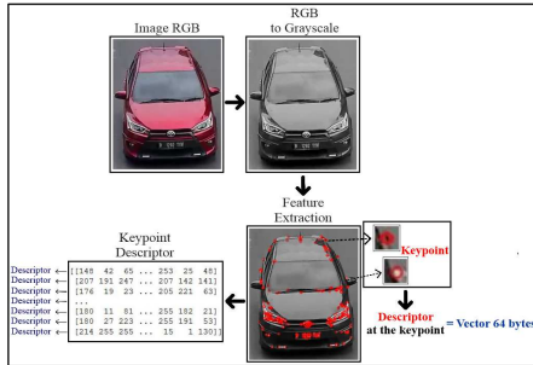 Image RGB
RGB
to Grayscale
Feature
Extraction
Keypoint
Keypoint
Descriptor
Descriptor ← [[148 42 65 ... 253 25 48]
Descriptor ← [207 191 247 ... 207 142 141]
Descriptor ← [176 19 23 ... 205 221 63]
...
Descriptor ← [180 11 81 ... 255 182 21]
Descriptor ← [180 27 223 ... 255 191 53]
Descriptor ← [214 255 255 ... 15 1 130]]
Descriptor
at the keypoint = Vector 64 bytes